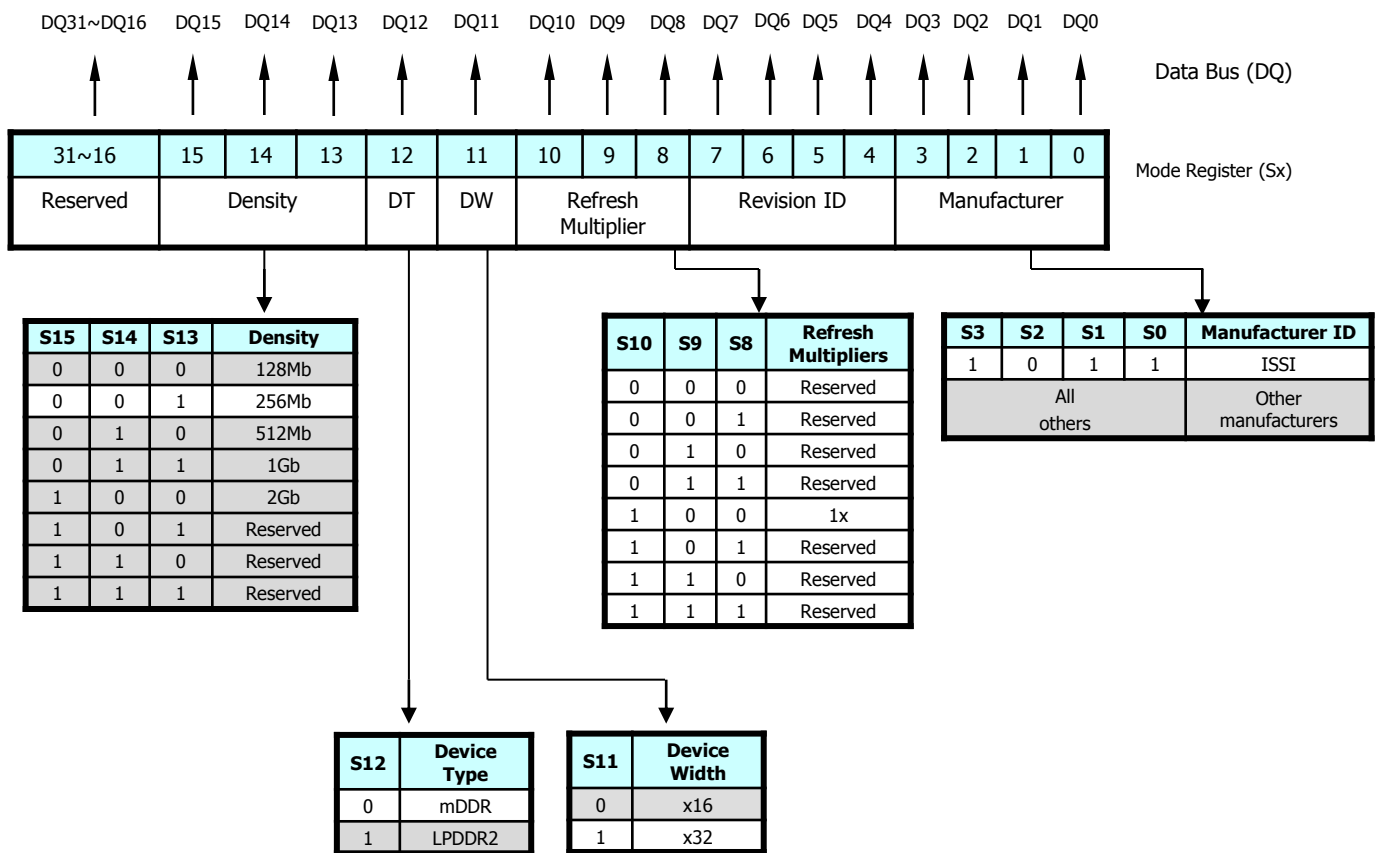 DQ31~DQ16 DQ15 DQ14 DQ13 DQ12 DQ11 DQ10 DQ9 DQ8 DQ7 DQ6 DQ5 DQ4 DQ3 DQ2 DQ1 DQ0
Data Bus (DQ)
31~16 15 14 13 12 11 10 9 8 7 6 5 4 3 2 1 0
Mode Register (Sx)
Reserved Density DT DW Refresh Multiplier Revision ID Manufacturer
S15 S14 S13 Density
0 0 0 128Mb
0 0 1 256Mb
0 1 0 512Mb
0 1 1 1Gb
1 0 0 2Gb
1 0 1 Reserved
1 1 0 Reserved
1 1 1 Reserved
S10 S9 S8 Refresh Multipliers
0 0 0 Reserved
0 0 1 Reserved
0 1 0 Reserved
0 1 1 Reserved
1 0 0 1x
1 0 1 Reserved
1 1 0 Reserved
1 1 1 Reserved
S3 S2 S1 S0 Manufacturer ID
1 0 1 1 ISSI
All others Other manufacturers
S12 Device Type
0 mDDR
1 LPDDR2
S11 Device Width
0 x16
1 x32